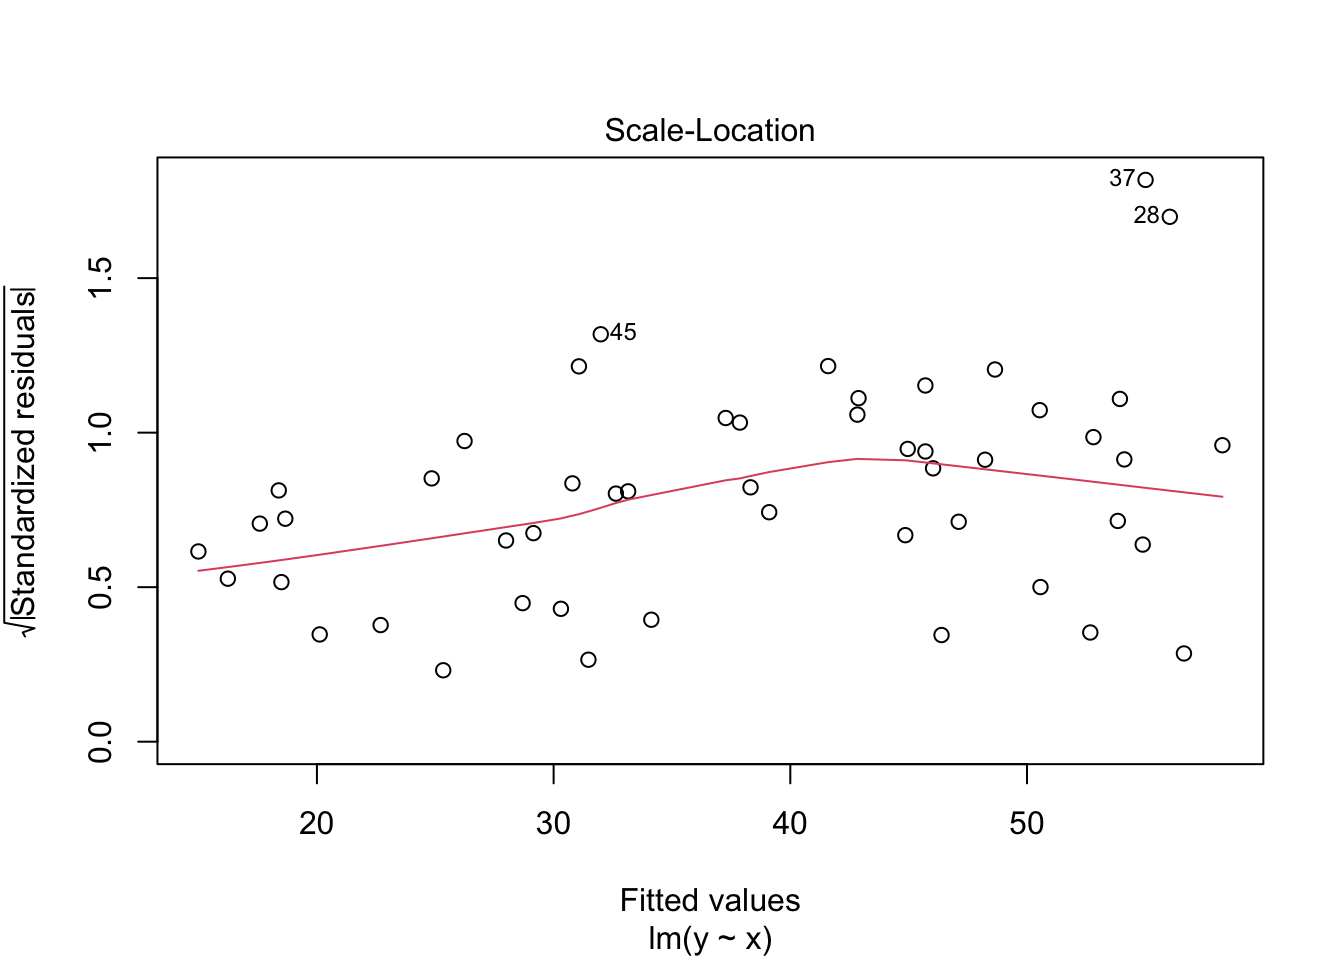 Scale-Location
37
28
45
√|Standardized residuals|
1.5
1.0
0.5
0.0
20 30 40 50
Fitted values
lm(y ~ x)